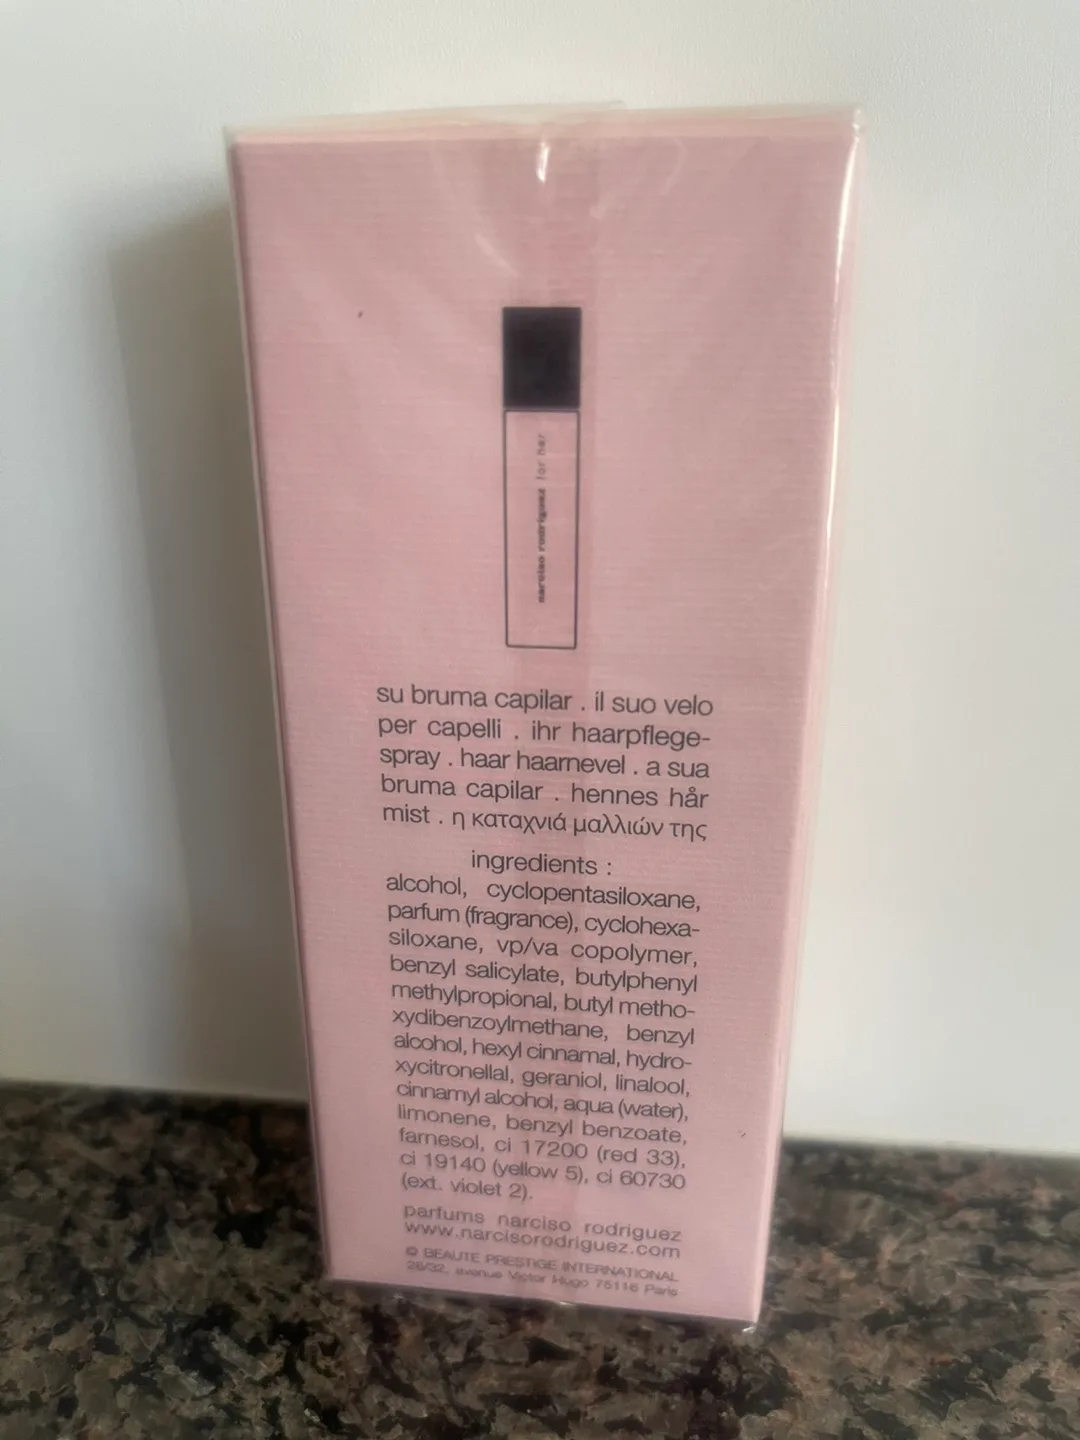 narciso rodriguez for her
su bruma capilar . il suo velo
per capelli . ihr haarpflege-
spray . haar haarnevel . a sua
bruma capilar . hennes hår
mist . η καταχνιά μαλλιών της
ingredients :
alcohol, cyclopentasiloxane,
parfum (fragrance), cyclohexa-
siloxane, vp/va copolymer,
benzyl salicylate, butylphenyl
methylpropional, butyl metho-
xydibenzoylmethane, benzyl
alcohol, hexyl cinnamal, hydro-
xycitronellal, geraniol, linalool,
cinnamyl alcohol, aqua (water),
limonene, benzyl benzoate,
farnesol, ci 17200 (red 33),
ci 19140 (yellow 5), ci 60730
(ext. violet 2).
parfums narciso rodriguez
www.narcisorodriguez.com
© BEAUTE PRESTIGE INTERNATIONAL
26/32, avenue Victor Hugo 75116 Paris